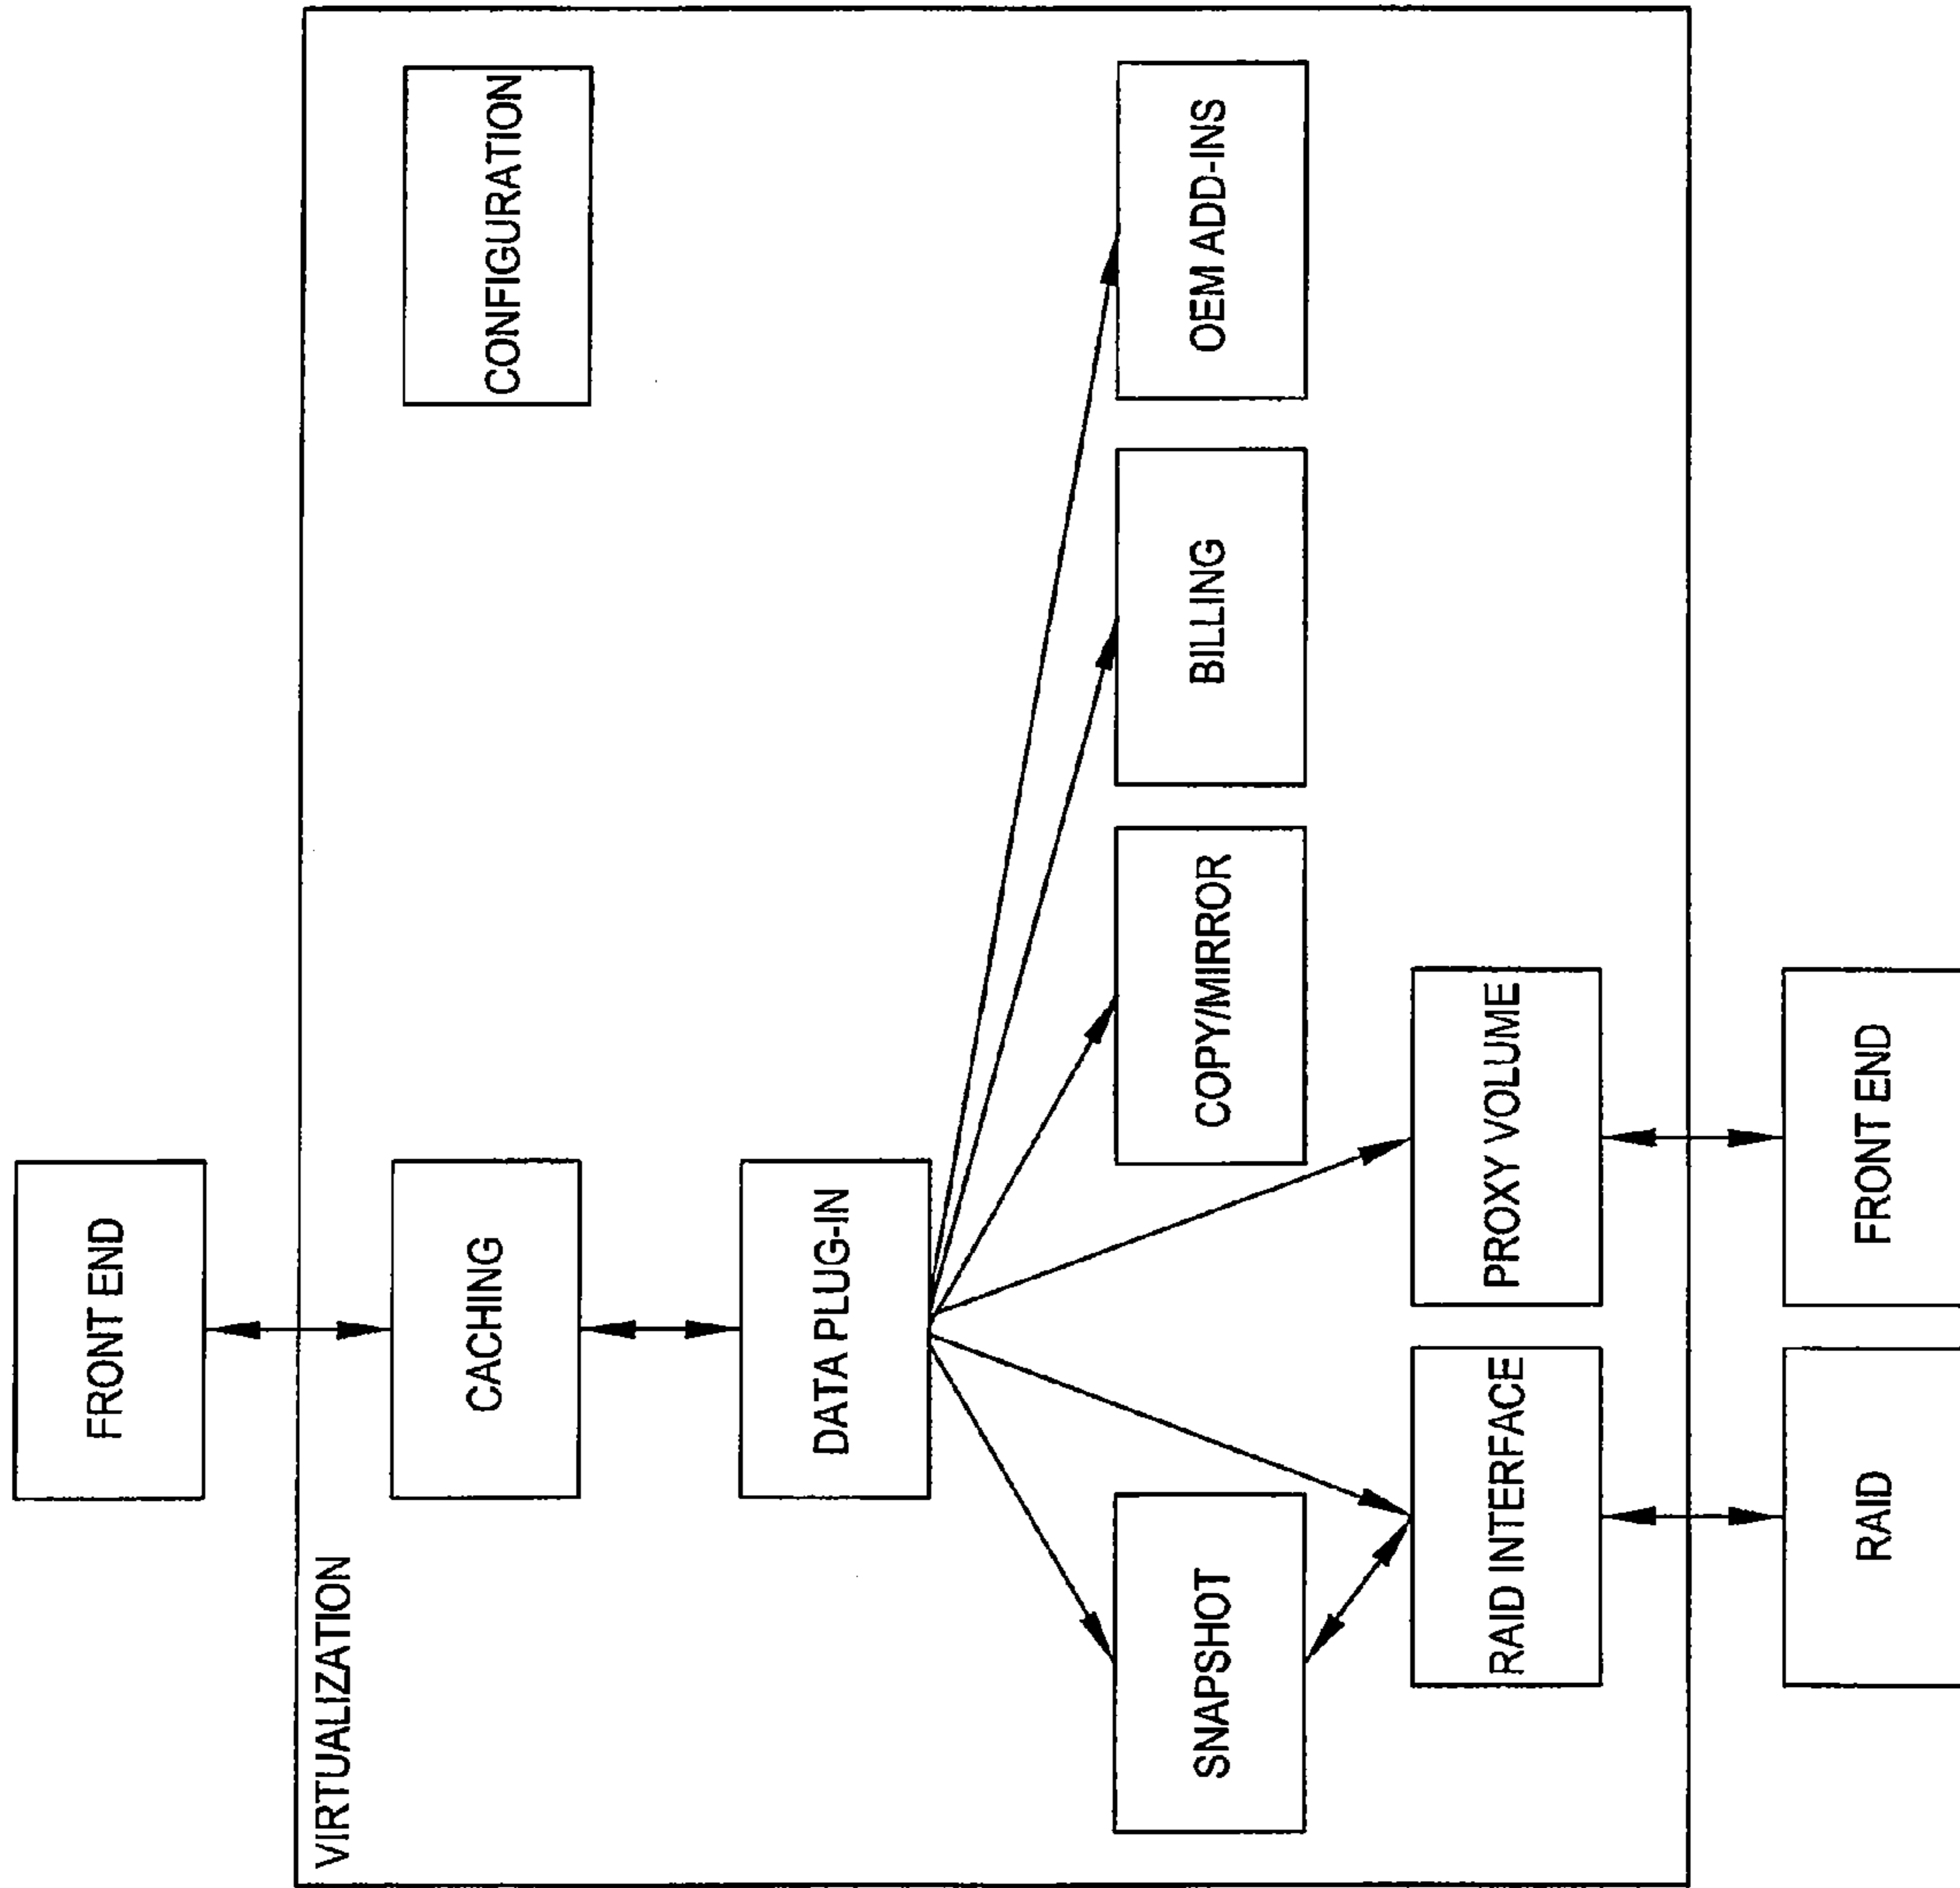 FRONT END
VIRTUALIZATION
CONFIGURATION
CACHING
DATA PLUG-IN
SNAPSHOT
COPY/MIRROR
BILLING
OEM ADD-INS
RAID INTERFACE
PROXY VOLUME
RAID
FRONT END